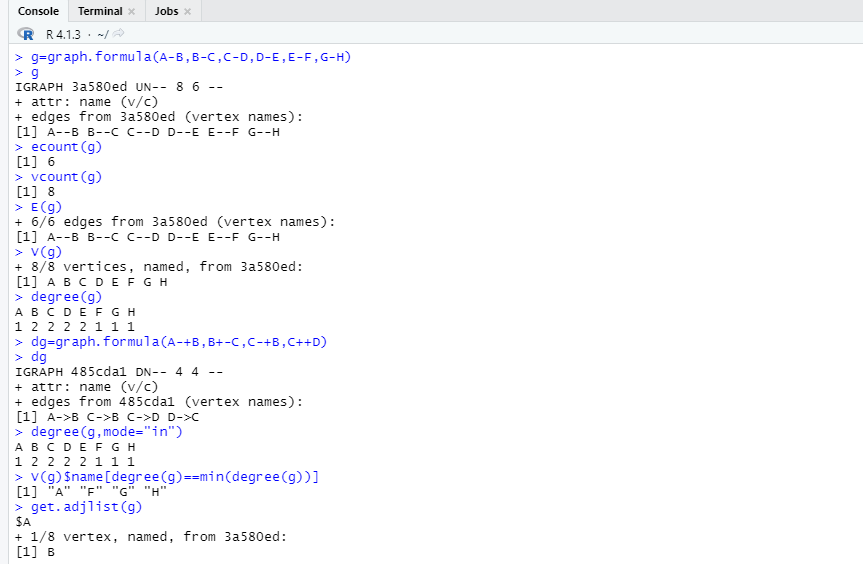 Console Terminal × Jobs ×
R R 4.1.3 · ~/
> g=graph.formula(A-B,B-C,C-D,D-E,E-F,G-H)
> g
IGRAPH 3a580ed UN-- 8 6 --
+ attr: name (v/c)
+ edges from 3a580ed (vertex names):
[1] A--B B--C C--D D--E E--F G--H
> ecount(g)
[1] 6
> vcount(g)
[1] 8
> E(g)
+ 6/6 edges from 3a580ed (vertex names):
[1] A--B B--C C--D D--E E--F G--H
> V(g)
+ 8/8 vertices, named, from 3a580ed:
[1] A B C D E F G H
> degree(g)
A B C D E F G H
1 2 2 2 2 1 1 1
> dg=graph.formula(A-+B,B+-C,C-+B,C++D)
> dg
IGRAPH 485cda1 DN-- 4 4 --
+ attr: name (v/c)
+ edges from 485cda1 (vertex names):
[1] A->B C->B C->D D->C
> degree(g,mode="in")
A B C D E F G H
1 2 2 2 2 1 1 1
> V(g)$name[degree(g)==min(degree(g))]
[1] "A" "F" "G" "H"
> get.adjlist(g)
$A
+ 1/8 vertex, named, from 3a580ed:
[1] B